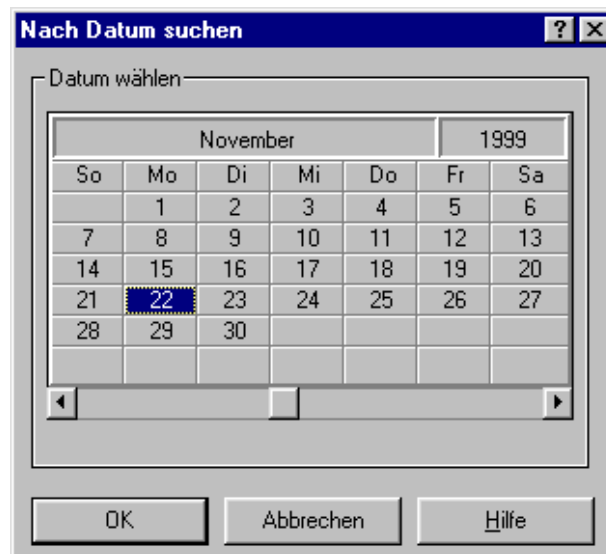 Nach Datum suchen
Datum wählen
November 1999
So Mo Di Mi Do Fr Sa
1 2 3 4 5 6
7 8 9 10 11 12 13
14 15 16 17 18 19 20
21 22 23 24 25 26 27
28 29 30
OK Abbrechen Hilfe